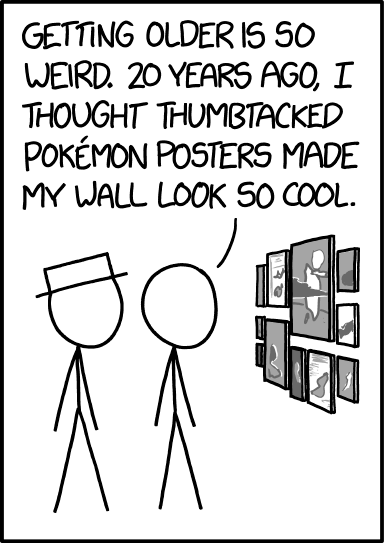 GETTING OLDER IS SO
WEIRD. 20 YEARS AGO, I
THOUGHT THUMBTACKED
POKÉMON POSTERS MADE
MY WALL LOOK SO COOL.